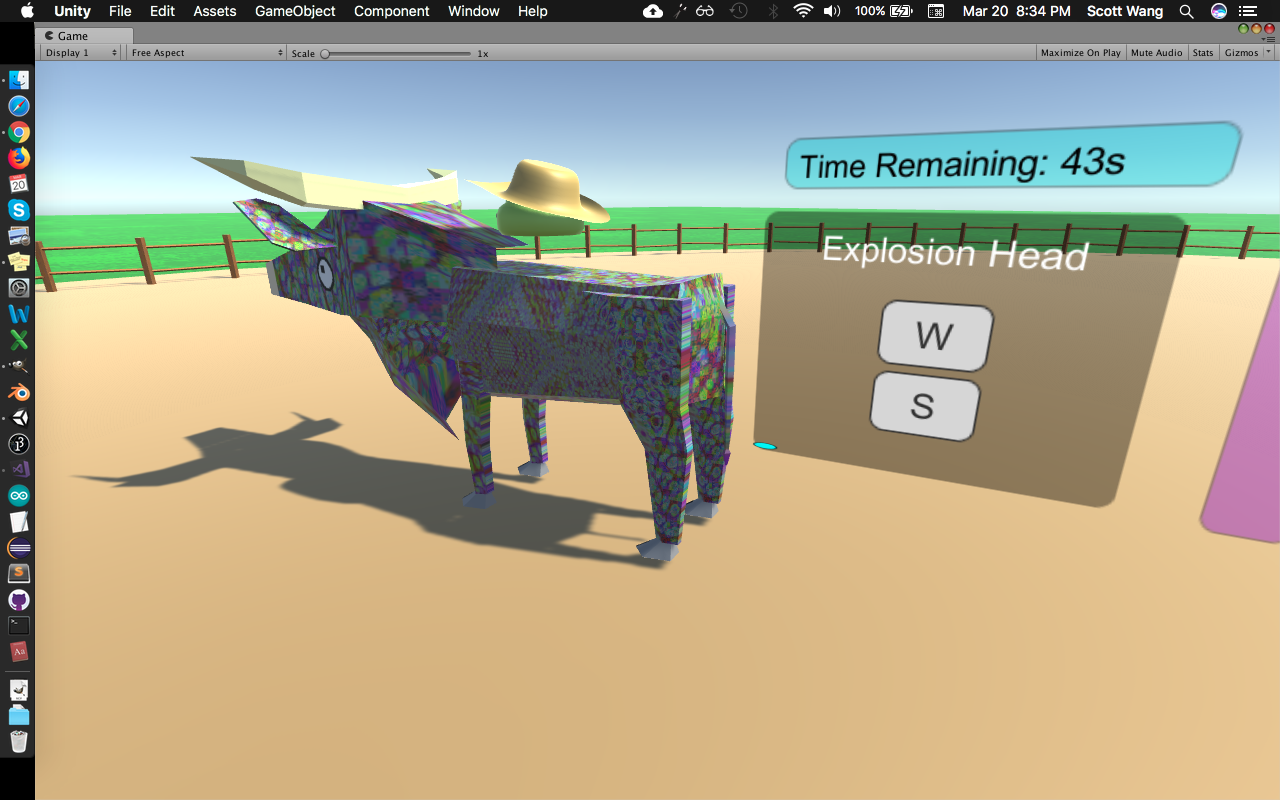 Unity File Edit Assets GameObject Component Window Help 100% Mar 20 8:34 PM Scott Wang
Game
Display 1 Free Aspect Scale 1x Maximize On Play Mute Audio Stats Gizmos
Time Remaining: 43s
Explosion Head
W
S